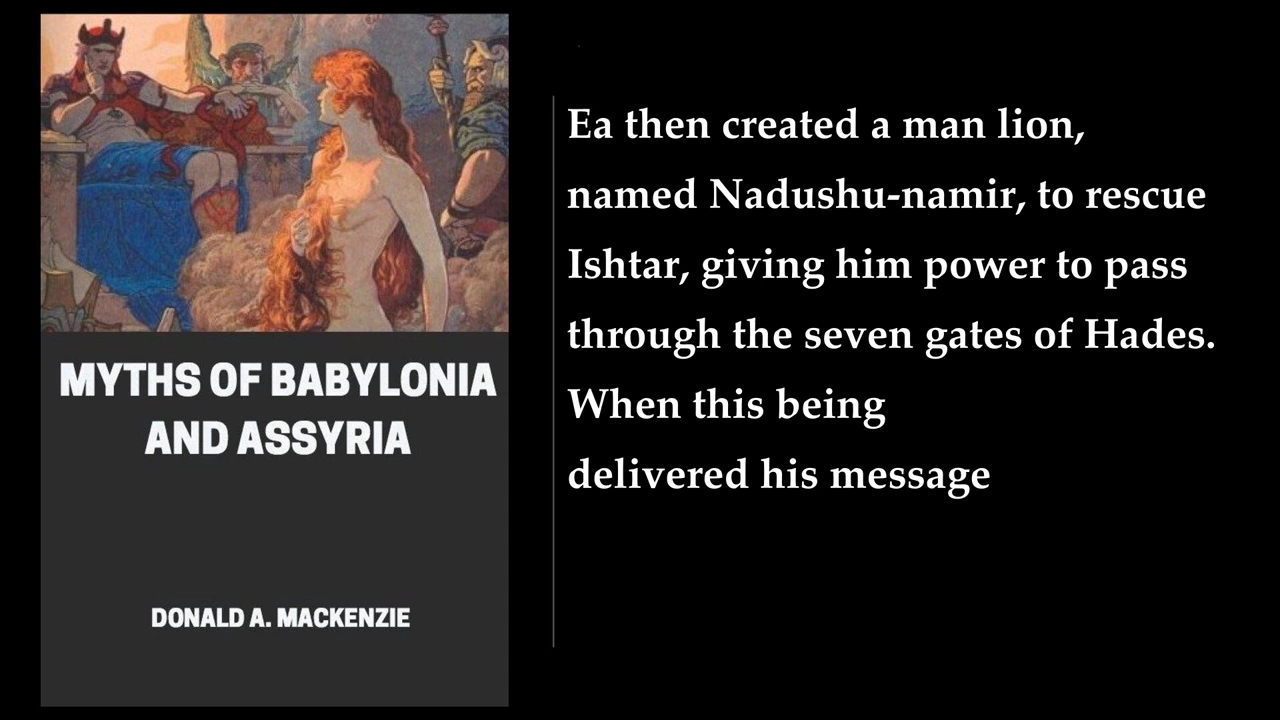 MYTHS OF BABYLONIA
AND ASSYRIA
DONALD A. MACKENZIE
Ea then created a man lion,
named Nadushu-namir, to rescue
Ishtar, giving him power to pass
through the seven gates of Hades.
When this being
delivered his message